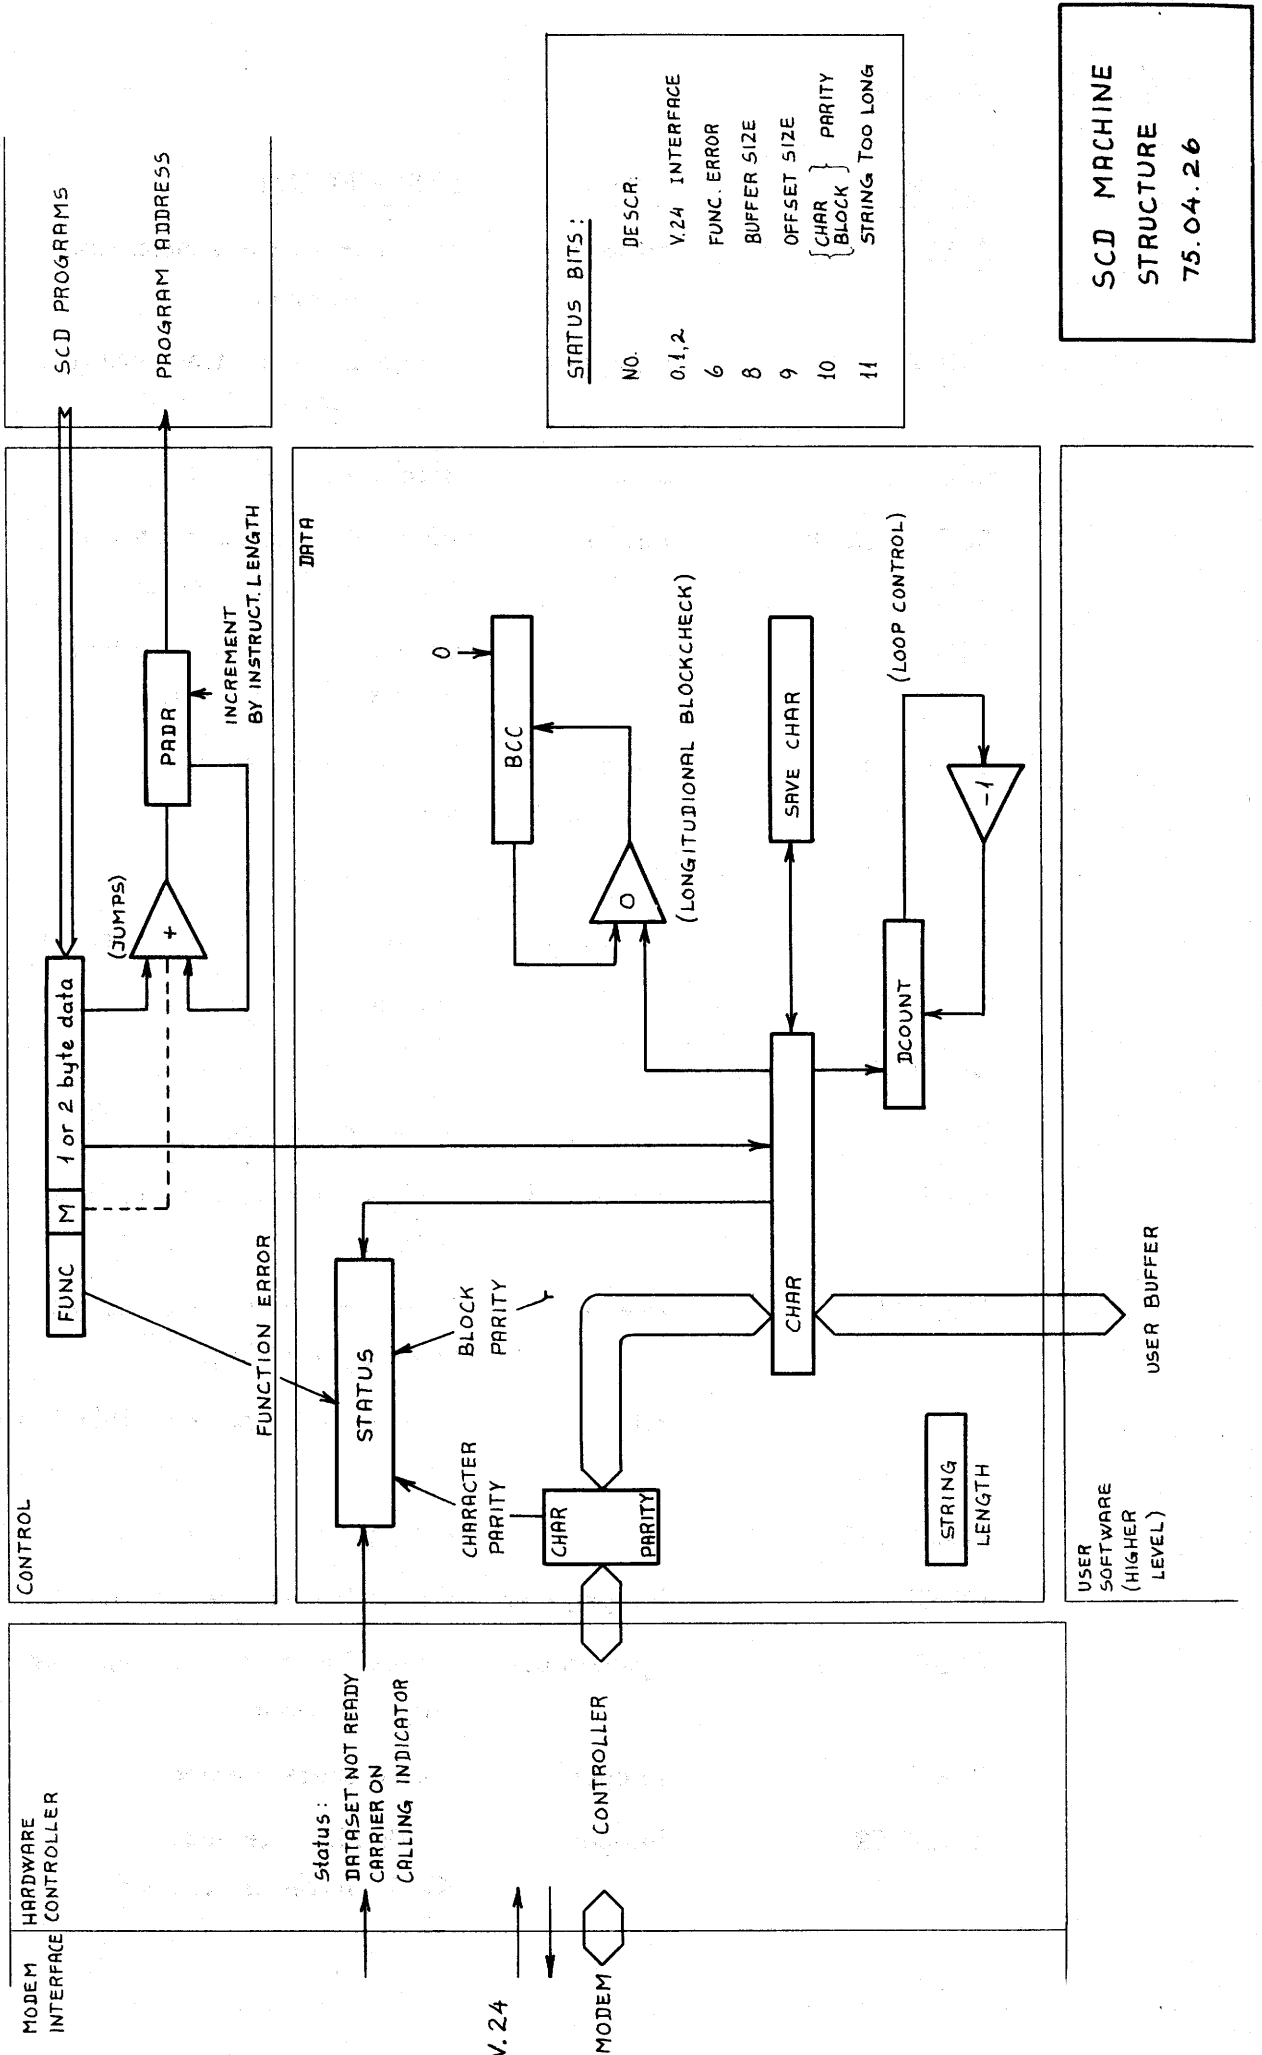 MODEM
INTERFACE
HARDWARE
CONTROLLER
Status:
DATASET NOT READY
CARRIER ON
CALLING INDICATOR
V.24
MODEM
CONTROLLER
CONTROL
FUNC
M
1 or 2 byte data
(JUMPS)
+
PADR
INCREMENT
BY INSTRUCT. LENGTH
SCD PROGRAMS
PROGRAM ADDRESS
FUNCTION ERROR
DATA
STATUS
CHARACTER
PARITY
BLOCK
PARITY
CHAR
PARITY
BCC
0
0
(LONGITUDIONAL BLOCKCHECK)
CHAR
SAVE CHAR
DCOUNT
-1
(LOOP CONTROL)
STRING
LENGTH
USER
SOFTWARE
(HIGHER
LEVEL)
USER BUFFER
STATUS BITS:
NO. DESCR.
0,1,2 V.24 INTERFACE
6 FUNC. ERROR
8 BUFFER SIZE
9 OFFSET SIZE
10 {CHAR
BLOCK} PARITY
11 STRING TOO LONG
SCD MACHINE
STRUCTURE
75.04.26